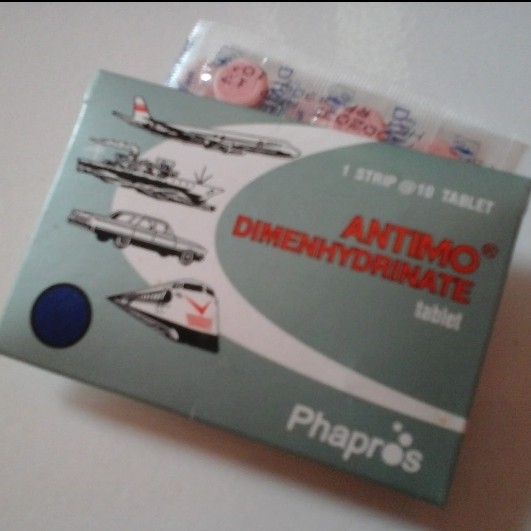 1 STRIP @10 TABLET
ANTIMO®
DIMENHYDRINATE
tablet
Phapros